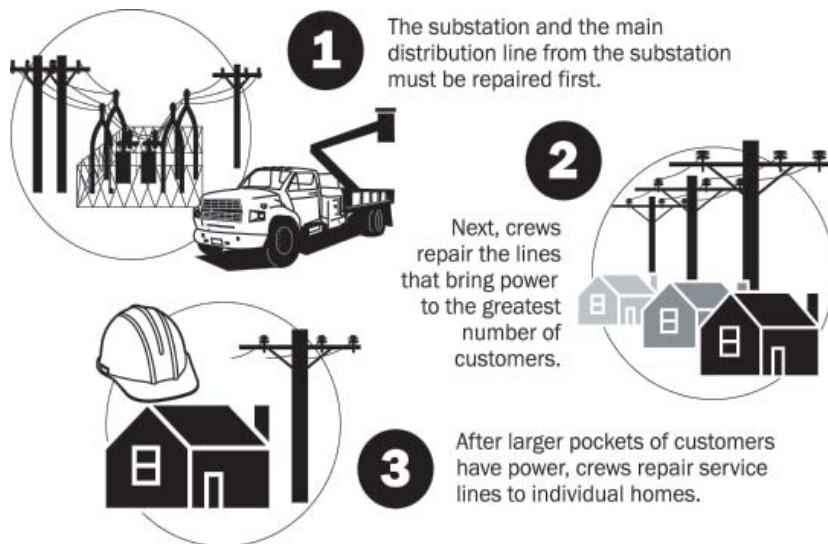 1
The substation and the main
distribution line from the substation
must be repaired first.
2
Next, crews
repair the lines
that bring power
to the greatest
number of
customers.
3
After larger pockets of customers
have power, crews repair service
lines to individual homes.